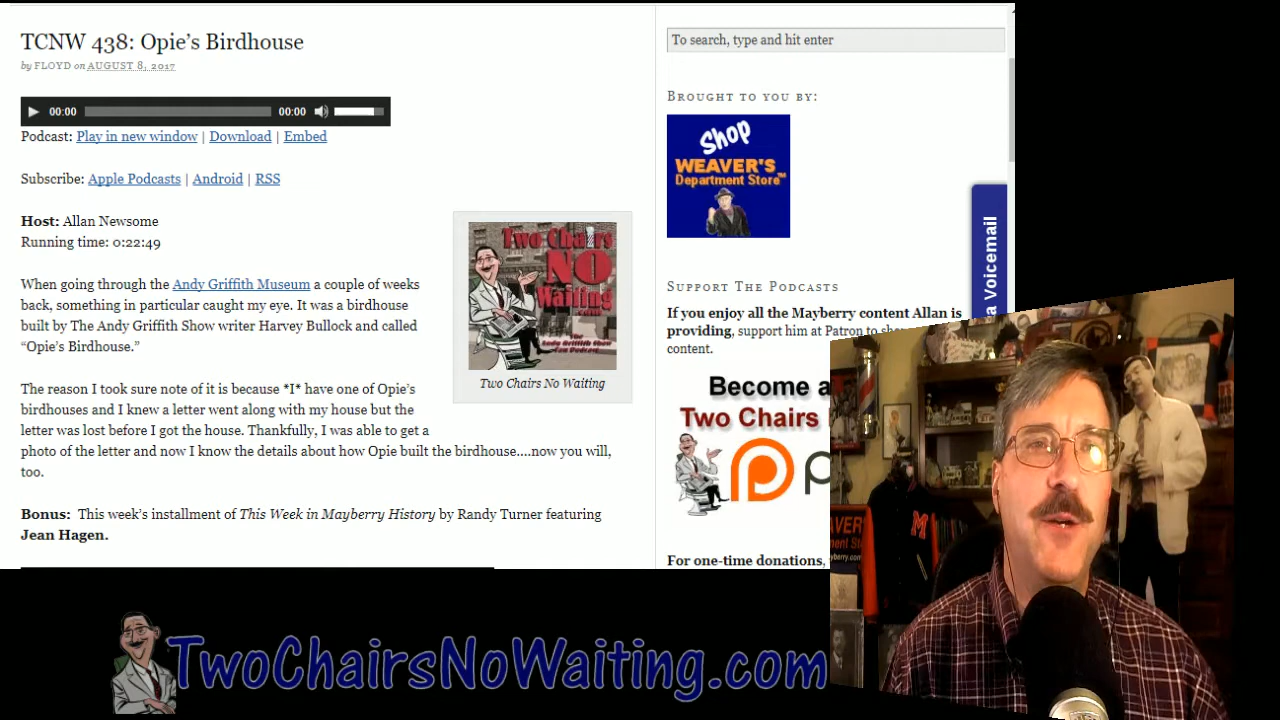 TCNW 438: Opie's Birdhouse
by FLOYD on AUGUST 8, 2017
00:00 00:00
Podcast: Play in new window | Download | Embed
Subscribe: Apple Podcasts | Android | RSS
Host: Allan Newsome
Running time: 0:22:49
When going through the Andy Griffith Museum a couple of weeks
back, something in particular caught my eye. It was a birdhouse
built by The Andy Griffith Show writer Harvey Bullock and called
“Opie’s Birdhouse.”
The reason I took sure note of it is because *I* have one of Opie’s
birdhouses and I knew a letter went along with my house but the
letter was lost before I got the house. Thankfully, I was able to get a
photo of the letter and now I know the details about how Opie built the birdhouse....now you will,
too.
Bonus: This week’s installment of This Week in Mayberry History by Randy Turner featuring
Jean Hagen.
Two Chairs
NO
Waiting
.com
The
Andy Griffith Show
Fan Podcast
Two Chairs No Waiting
To search, type and hit enter
BROUGHT TO YOU BY:
Shop
WEAVER'S
Department Store™
SUPPORT THE PODCASTS
If you enjoy all the Mayberry content Allan is
providing, support him at Patron to
content.
Become a
Two Chairs
For one-time donations,
a Voicemail
M
TwoChairsNoWaiting.com